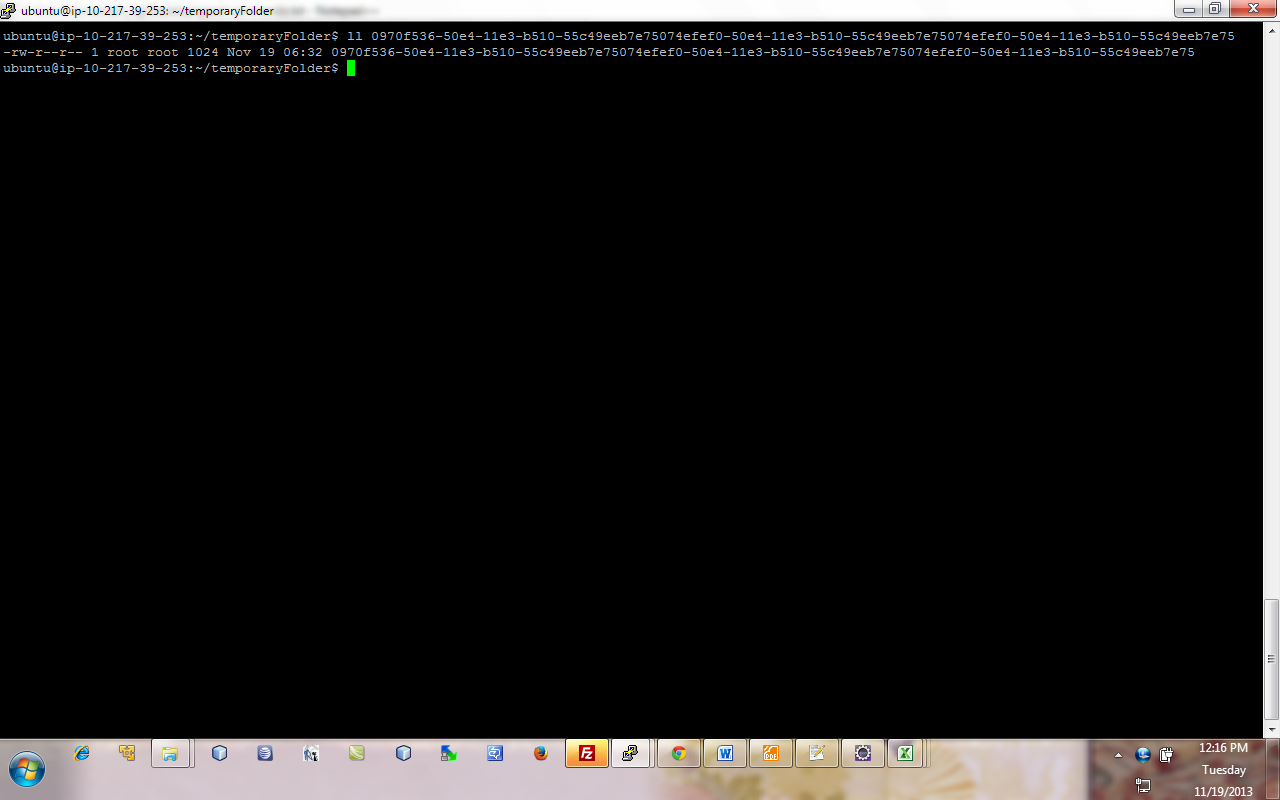 ubuntu@ip-10-217-39-253: ~/temporaryFolder
ubuntu@ip-10-217-39-253:~/temporaryFolder$ ll 0970f536-50e4-11e3-b510-55c49eeb7e75074efef0-50e4-11e3-b510-55c49eeb7e75074efef0-50e4-11e3-b510-55c49eeb7e75
-rw-r--r-- 1 root root 1024 Nov 19 06:32 0970f536-50e4-11e3-b510-55c49eeb7e75074efef0-50e4-11e3-b510-55c49eeb7e75074efef0-50e4-11e3-b510-55c49eeb7e75
ubuntu@ip-10-217-39-253:~/temporaryFolder$
12:16 PM
Tuesday
11/19/2013